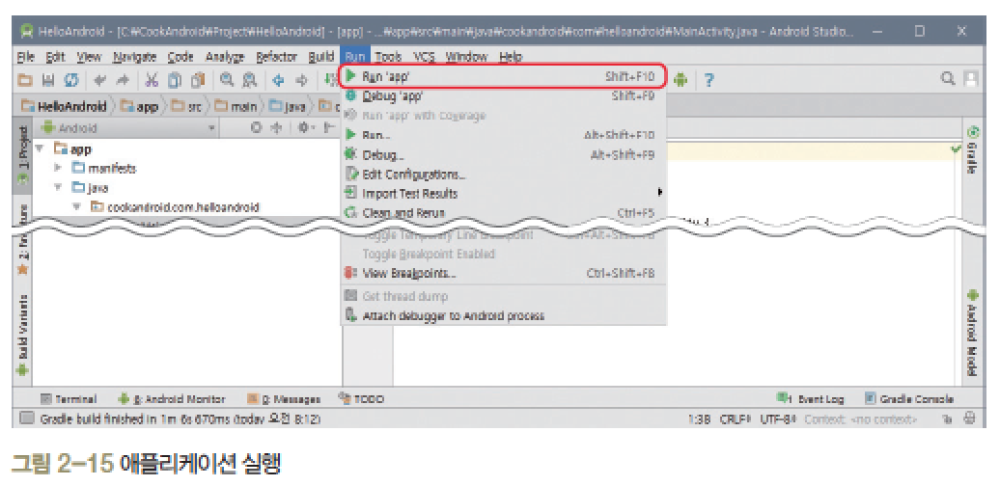 HelloAndroid - [C:₩CookAndroid₩Project₩HelloAndroid] - [app] - ...₩app₩src₩main₩java₩cookandroid₩com₩helloandroid₩MainActivity.java - Android Studio...
File Edit View Navigate Code Analyze Refactor Build Run Tools VCS Window Help
Run 'app' Shift+F10
Debug 'app' Shift+F9
HelloAndroid app src main java
Run 'app' with Coverage
Android
Run... Alt+Shift+F10
app
Debug... Alt+Shift+F9
manifests
Edit Configurations...
java
Import Test Results
cookandroid.com.helloandroid
Clean and Rerun Ctrl+F5
Toggle Temporary Line Breakpoint
Toggle Breakpoint Enabled
View Breakpoints... Ctrl+Shift+F8
Get thread dump
Attach debugger to Android process
1: Project
Build Variants
Gradle
Android Model
Terminal 6: Android Monitor 0: Messages TODO Event Log Gradle Console
Gradle build finished in 1m 6s 670ms (today 오전 8:12) 1:38 CRLF÷ UTF-8÷ Context: <no context>
그림 2-15 애플리케이션 실행